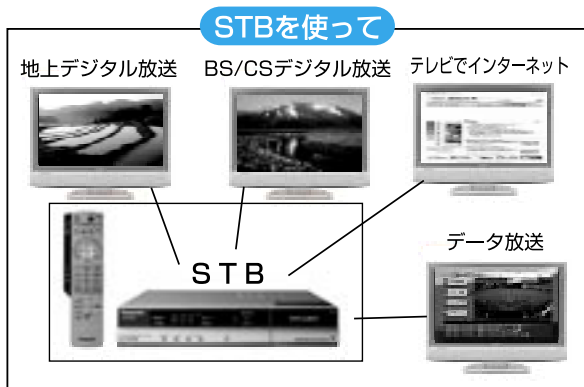 STBを使って
地上デジタル放送
BS/CSデジタル放送
テレビでインターネット
データ放送
STB